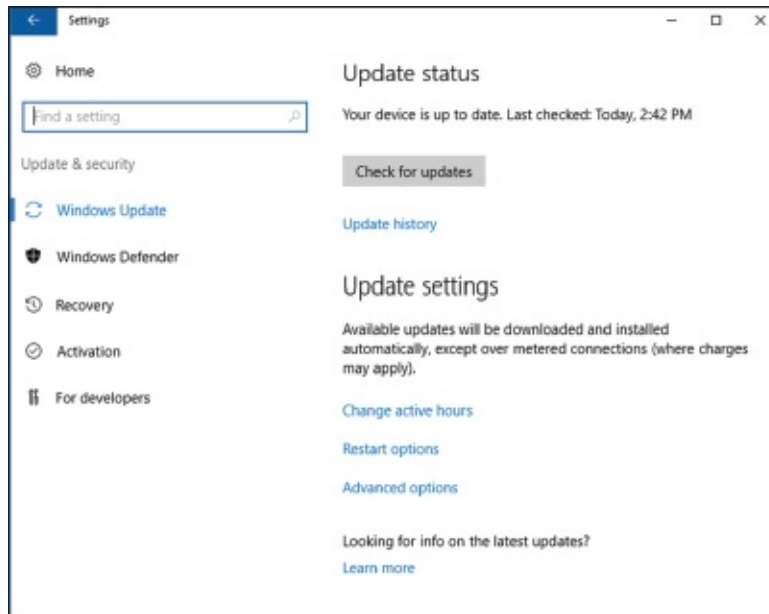 Settings
Home
Find a setting
Update & security
Windows Update
Windows Defender
Recovery
Activation
For developers
Update status
Your device is up to date. Last checked: Today, 2:42 PM
Check for updates
Update history
Update settings
Available updates will be downloaded and installed
automatically, except over metered connections (where charges
may apply).
Change active hours
Restart options
Advanced options
Looking for info on the latest updates?
Learn more